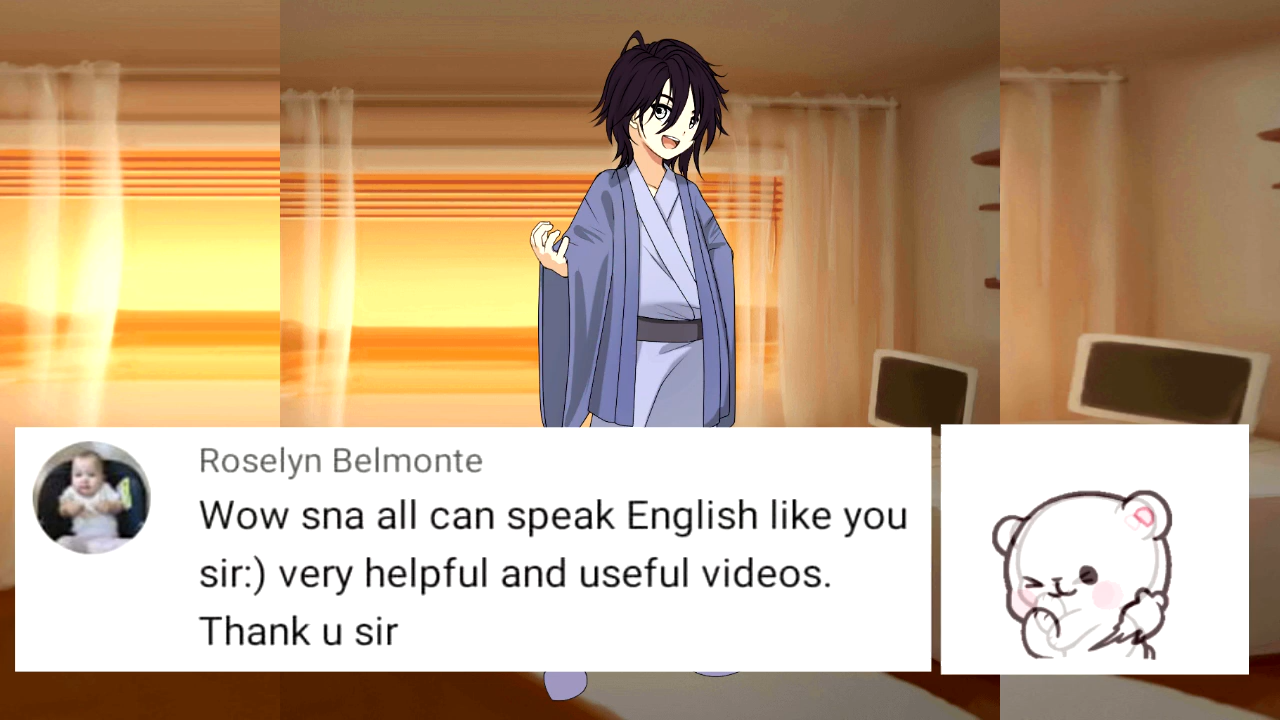 Roselyn Belmonte
Wow sna all can speak English like you
sir:) very helpful and useful videos.
Thank u sir